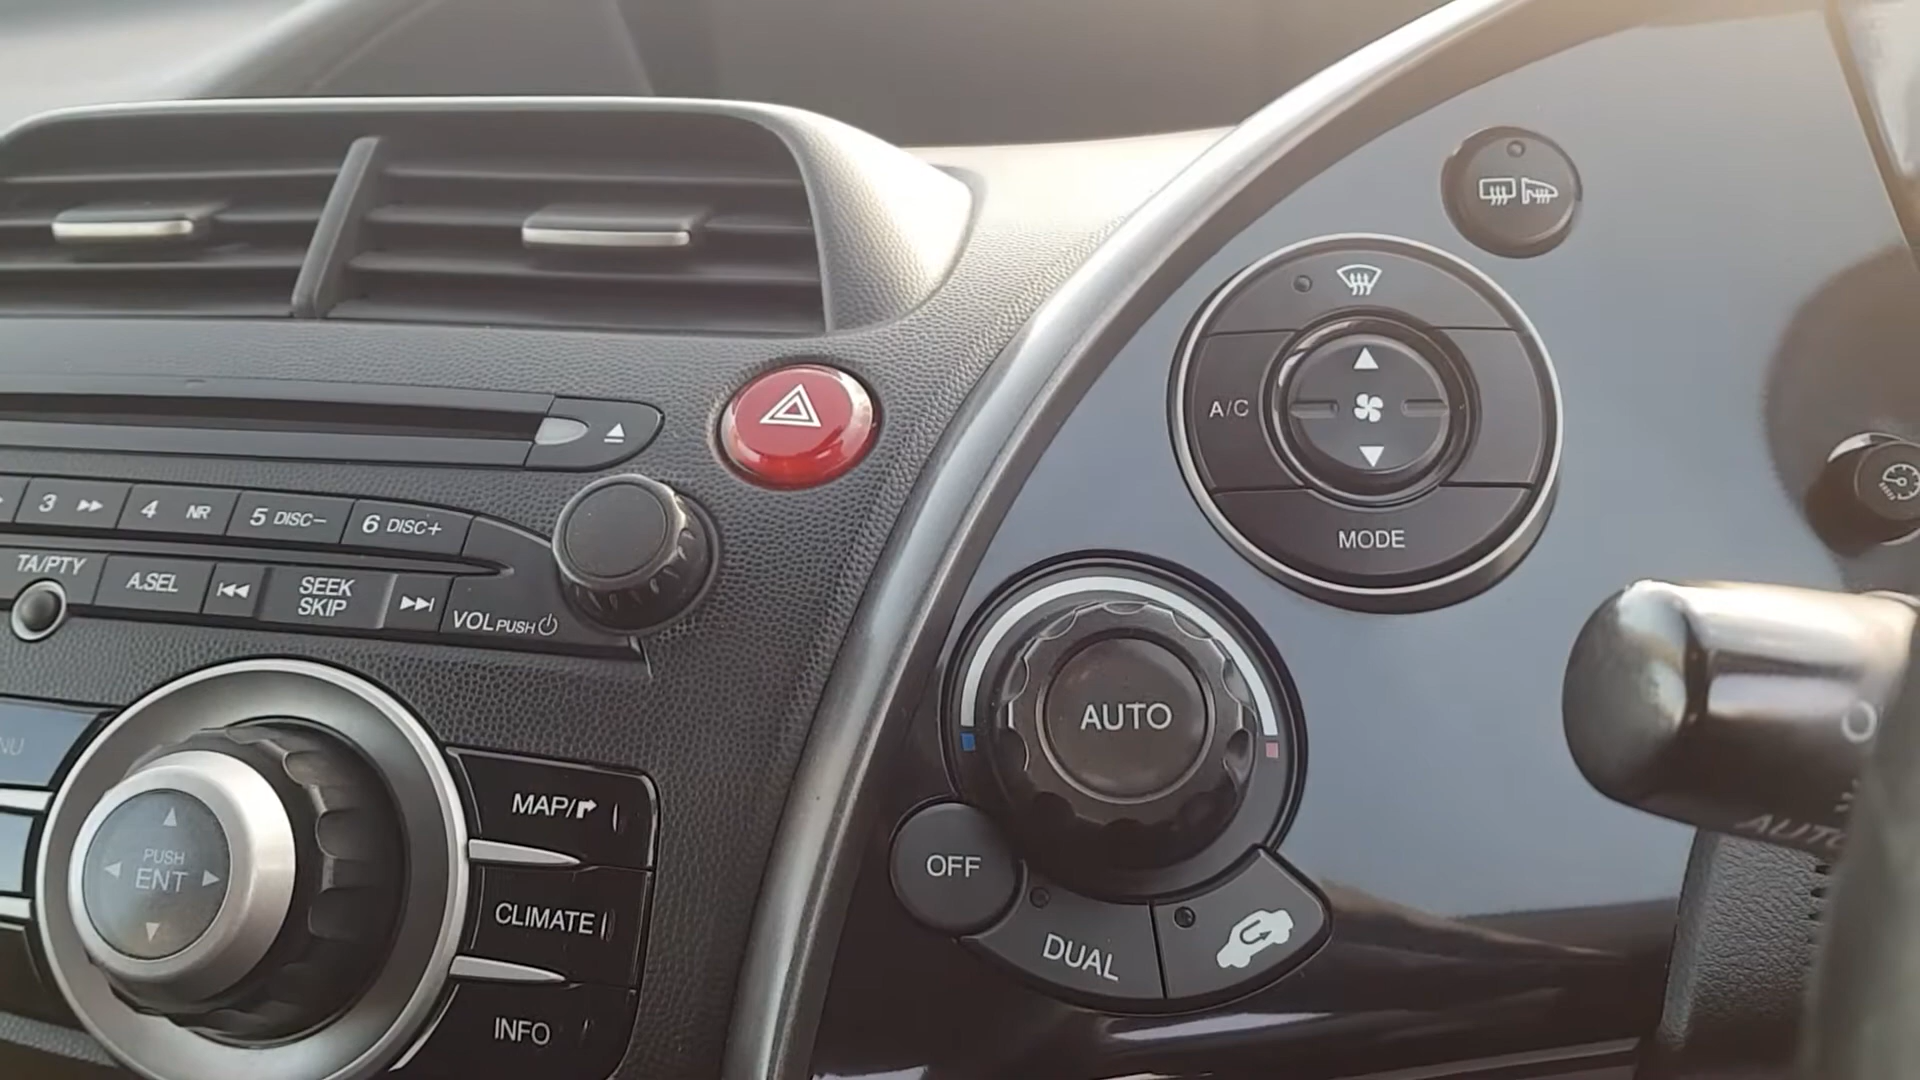 3
4 NR
5 DISC−
6 DISC+
TA/PTY
A.SEL
SEEK
SKIP
VOL PUSH
PUSH
ENT
MAP/
CLIMATE
INFO
A/C
MODE
AUTO
OFF
DUAL
AUTO